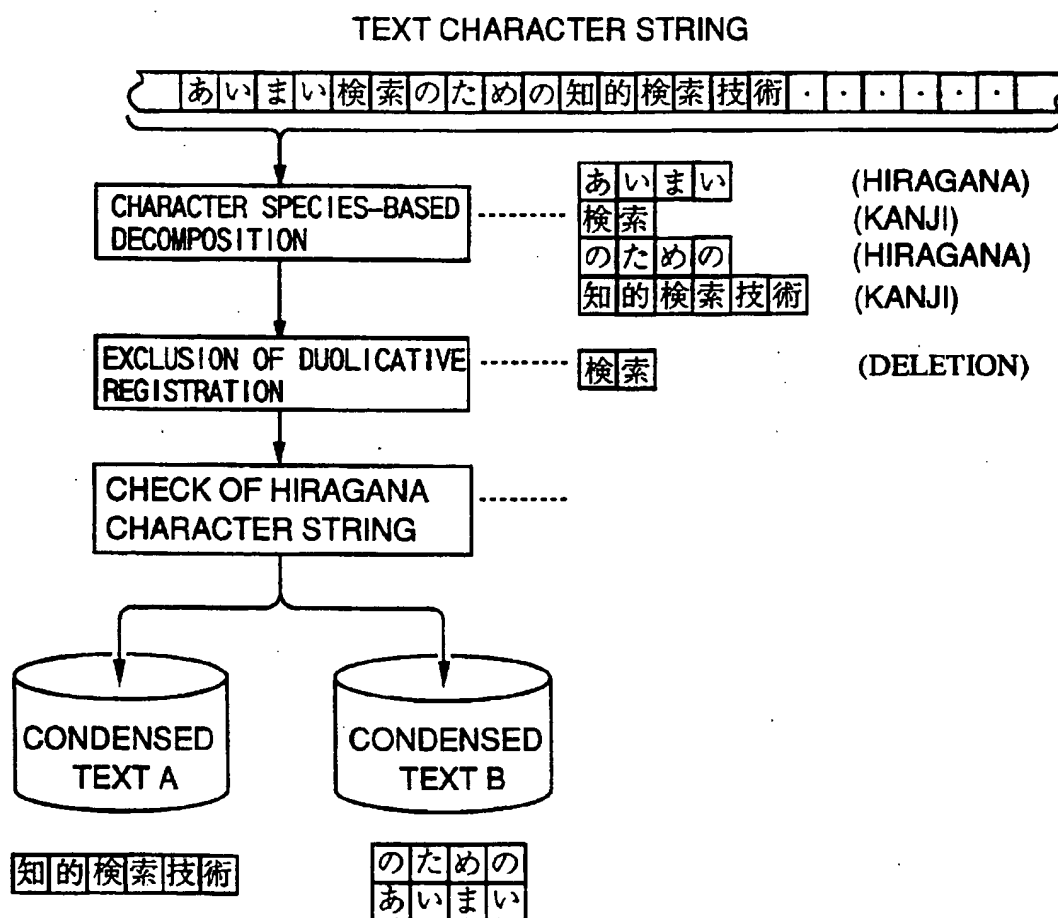 TEXT CHARACTER STRING
あいまい検索のための知的検索技術・・・・・・
CHARACTER SPECIES-BASED
DECOMPOSITION
あいまい (HIRAGANA)
検索 (KANJI)
のための (HIRAGANA)
知的検索技術 (KANJI)
EXCLUSION OF DUOLICATIVE
REGISTRATION
検索 (DELETION)
CHECK OF HIRAGANA
CHARACTER STRING
CONDENSED
TEXT A
CONDENSED
TEXT B
知的検索技術
のための
あいまい